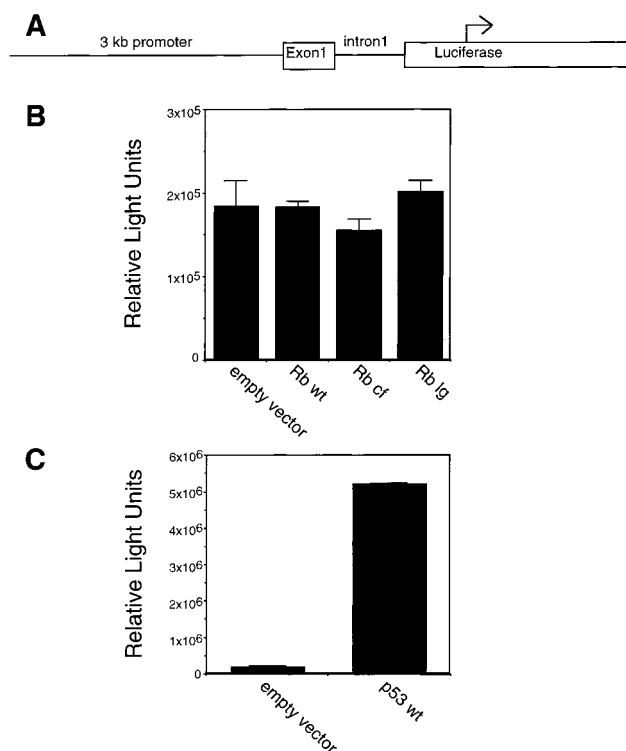 A
3 kb promoter
Exon1
intron1
Luciferase
B
Relative Light Units
3x10⁵
2x10⁵
1x10⁵
0
empty vector
Rb wt
Rb cf
Rb lg
C
Relative Light Units
6x10⁶
5x10⁶
4x10⁶
3x10⁶
2x10⁶
1x10⁶
0
empty vector
p53 wt